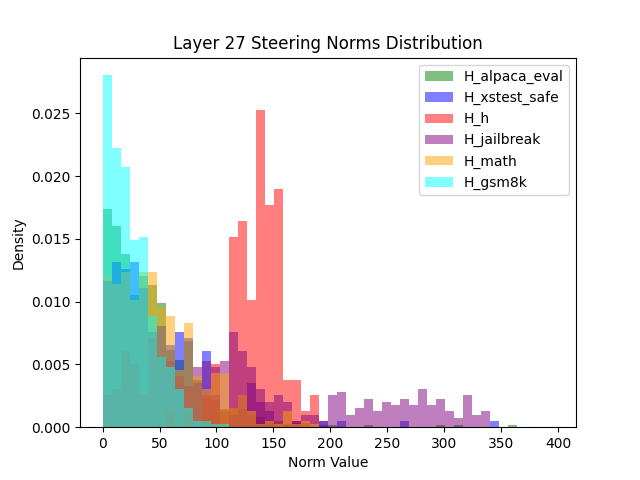 Layer 27 Steering Norms Distribution
H_alpaca_eval
H_xstest_safe
H_h
H_jailbreak
H_math
H_gsm8k
0.025
0.020
0.015
0.010
0.005
0.000
Density
0 50 100 150 200 250 300 350 400
Norm Value